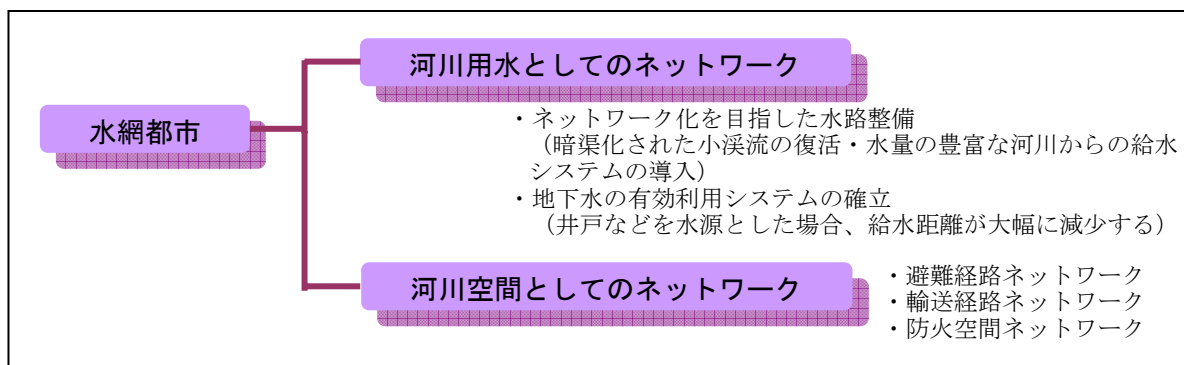 水網都市
河川用水としてのネットワーク
・ネットワーク化を目指した水路整備
（暗渠化された小渓流の復活・水量の豊富な河川からの給水
システムの導入）
・地下水の有効利用システムの確立
（井戸などを水源とした場合、給水距離が大幅に減少する）
河川空間としてのネットワーク
・避難経路ネットワーク
・輸送経路ネットワーク
・防火空間ネットワーク